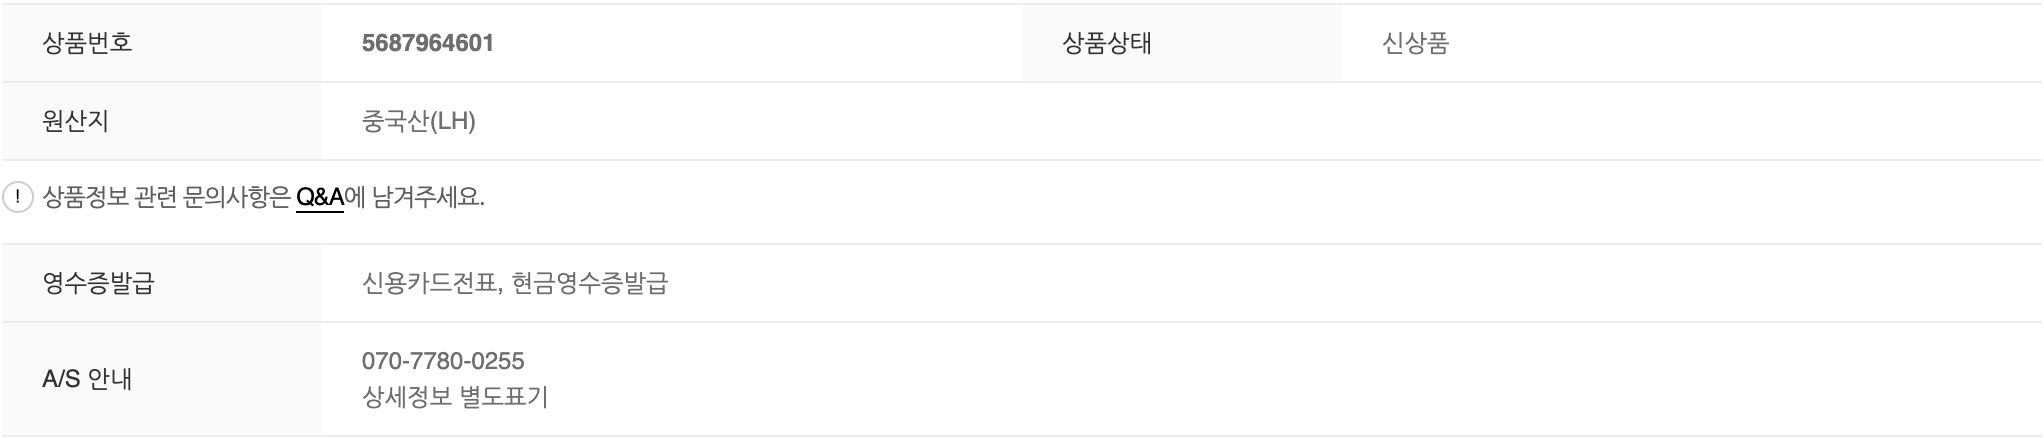 상품번호 5687964601 상품상태 신상품
원산지 중국산(LH)
! 상품정보 관련 문의사항은 Q&A에 남겨주세요.
영수증발급 신용카드전표, 현금영수증발급
A/S 안내 070-7780-0255
상세정보 별도표기